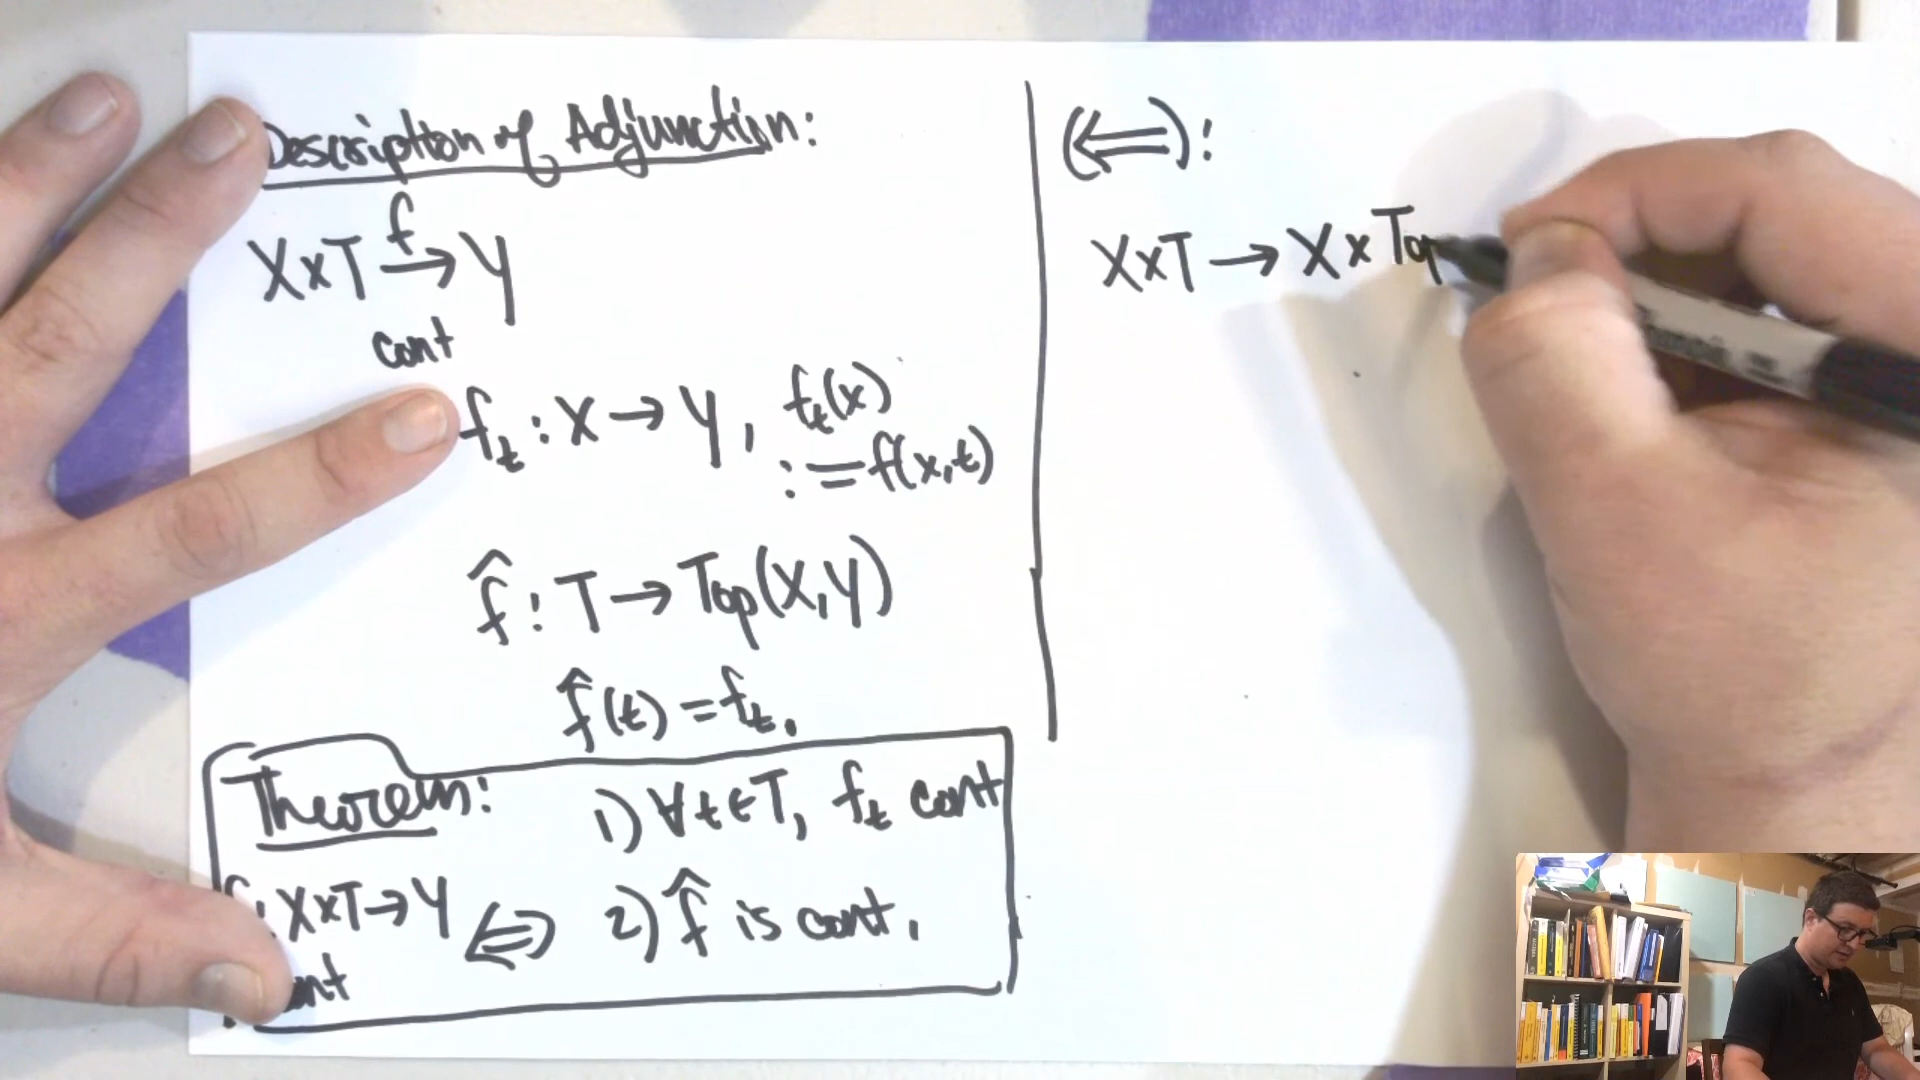 Description of Adjunction:
X×T →f Y
cont
f_t : X → Y, f_t(x)
:= f(x,t)
f̂ : T → Top(X,Y)
f̂(t) = f_t.
Theorem: 1) ∀t∈T, f_t cont
f: X×T → Y ⇔ 2) f̂ is cont.
(⇐):
X×T → X × Top